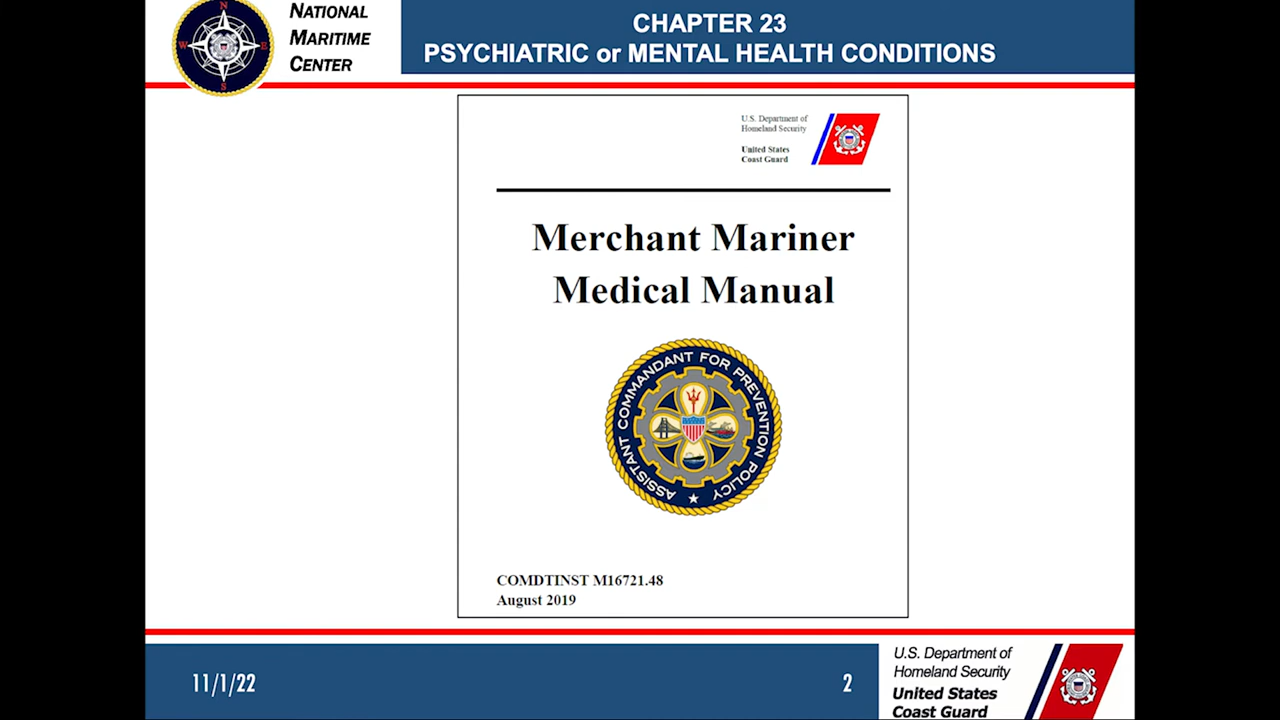 NATIONAL
MARITIME
CENTER
N
W
E
S
CHAPTER 23
PSYCHIATRIC or MENTAL HEALTH CONDITIONS
U.S. Department of
Homeland Security
United States
Coast Guard
Merchant Mariner
Medical Manual
ASSISTANT COMMANDANT FOR PREVENTION POLICY
COMDTINST M16721.48
August 2019
11/1/22
2
U.S. Department of
Homeland Security
United States
Coast Guard